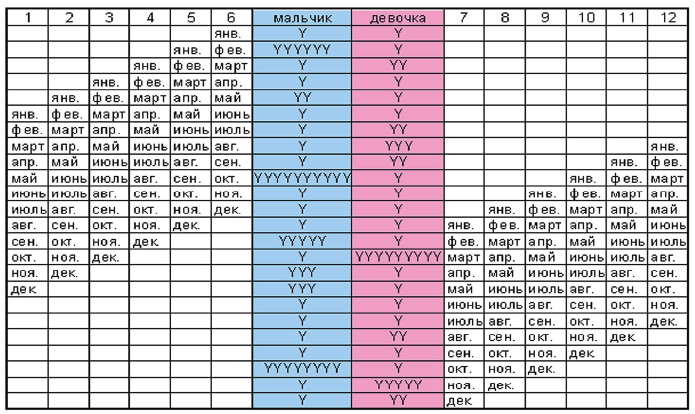 1 2 3 4 5 6 мальчик девочка 7 8 9 10 11 12
янв. Y Y
янв. фев. YYYYYY Y
янв. фев. март Y YY
янв. фев. март апр. Y Y
янв. фев. март апр. май YY Y
янв. фев. март апр. май июнь Y Y
фев. март апр. май июнь июль Y YY
март апр. май июнь июль авг. Y YYY янв.
апр. май июнь июль авг. сен. Y YY янв. фев.
май июнь июль авг. сен. окт. YYYYYYYYYY Y янв. фев. март
июнь июль авг. сен. окт. ноя. Y Y янв. фев. март апр.
июль авг. сен. окт. ноя. дек. Y Y янв. фев. март апр. май
авг. сен. окт. ноя. дек. Y Y янв. фев. март апр. май июнь
сен. окт. ноя. дек. YYYYY Y фев. март апр. май июнь июль
окт. ноя. дек. Y YYYYYYYYY март апр. май июнь июль авг.
ноя. дек. YYY Y апр. май июнь июль авг. сен.
дек. YYY Y май июнь июль авг. сен. окт.
Y Y июнь июль авг. сен. окт. ноя.
Y Y июль авг. сен. окт. ноя. дек.
Y YY авг. сен. окт. ноя. дек.
Y Y сен. окт. ноя. дек.
YYYYYYYY Y окт. ноя. дек.
Y YYYYY ноя. дек.
Y YY дек.